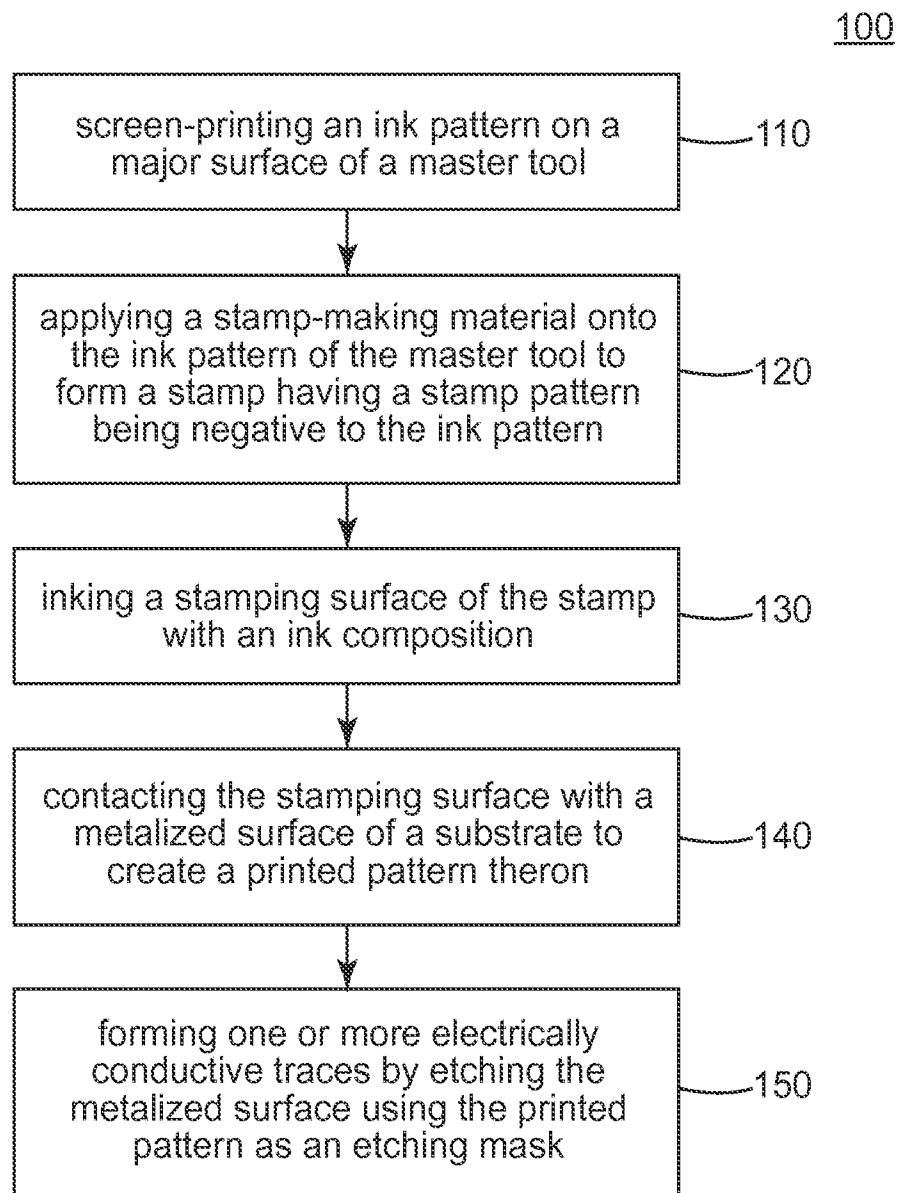 100
screen-printing an ink pattern on a
major surface of a master tool
110
applying a stamp-making material onto
the ink pattern of the master tool to
form a stamp having a stamp pattern
being negative to the ink pattern
120
inking a stamping surface of the stamp
with an ink composition
130
contacting the stamping surface with a
metalized surface of a substrate to
create a printed pattern theron
140
forming one or more electrically
conductive traces by etching the
metalized surface using the printed
pattern as an etching mask
150